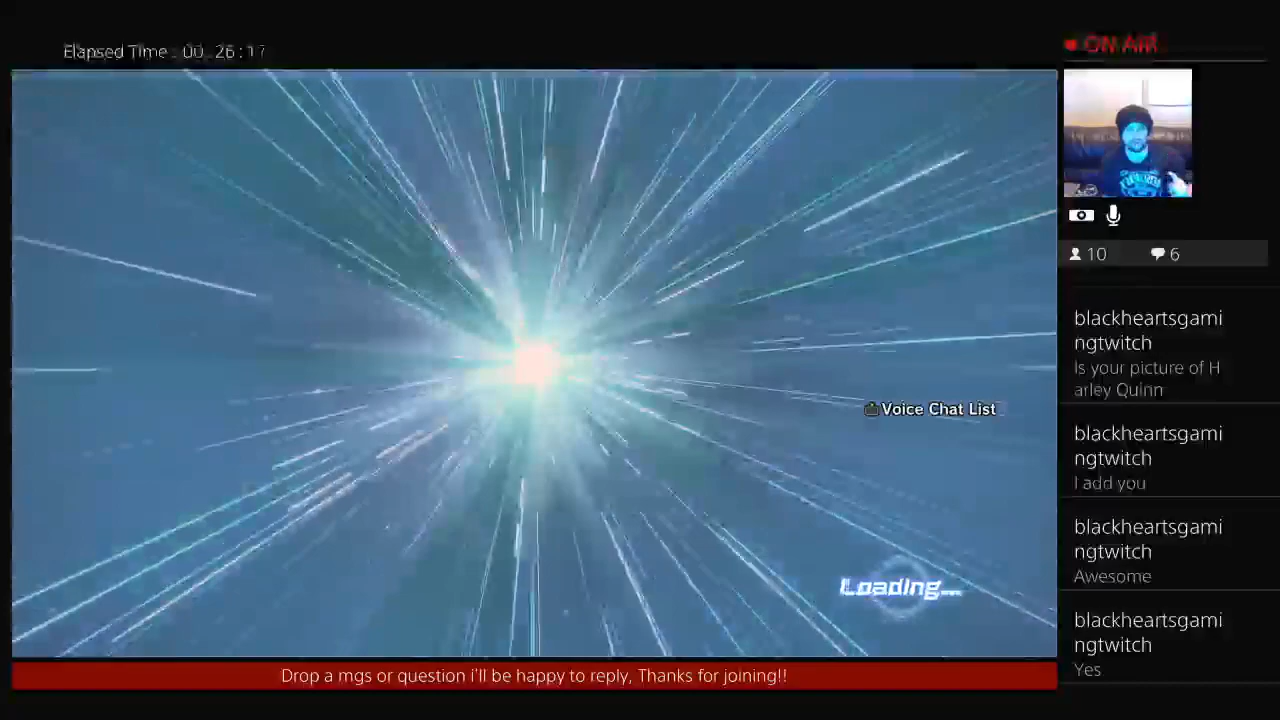 Elapsed Time : 00 : 26 : 17
ON AIR
10
6
blackheartsgami
ngtwitch
Is your picture of H
arley Quinn
Voice Chat List
blackheartsgami
ngtwitch
I add you
blackheartsgami
ngtwitch
Awesome
Loading...
blackheartsgami
ngtwitch
Yes
Drop a mgs or question i'll be happy to reply, Thanks for joining!!